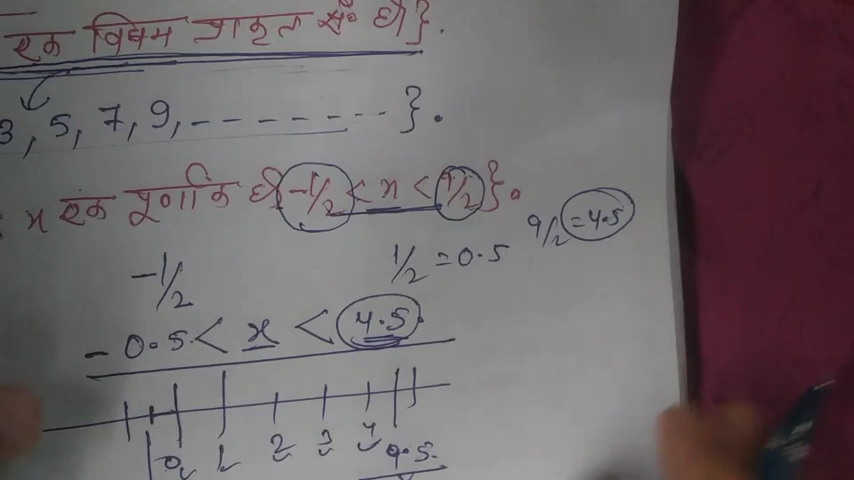 एक विषम प्राकृत सं॰ हो}.
3, 5, 7, 9, - - - - - - - - }.
: x एक पूर्णांक हो -1/2 < x < 9/2 }.
9/2 = 4.5
-1/2 1/2 = 0.5
- 0.5 < x < 4.5.
0 1 2 3 4 4.5